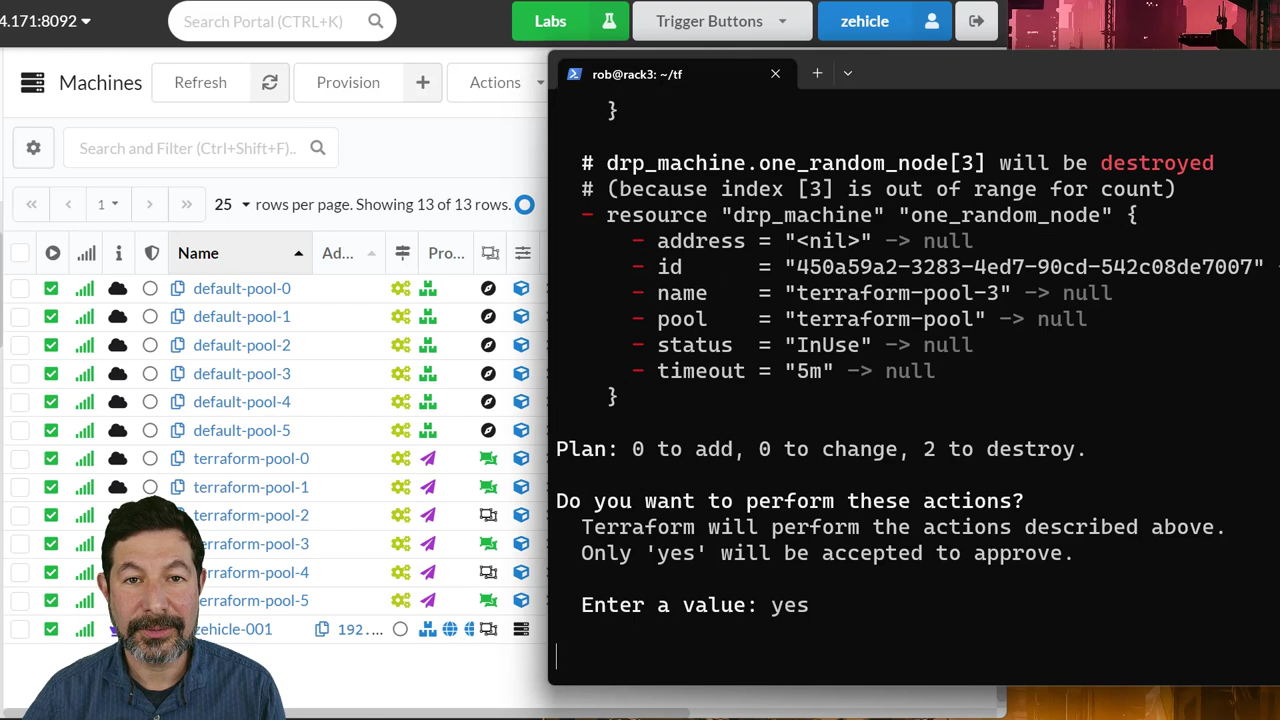 4.171:8092
Search Portal (CTRL+K)
Labs
Trigger Buttons
zehicle
Machines
Refresh
Provision
Actions
Search and Filter (Ctrl+Shift+F)..
1
25 rows per page. Showing 13 of 13 rows.
Name
Ad...
Pro...
default-pool-0
default-pool-1
default-pool-2
default-pool-3
default-pool-4
default-pool-5
terraform-pool-0
terraform-pool-1
terraform-pool-2
terraform-pool-3
terraform-pool-4
terraform-pool-5
zehicle-001
192....
rob@rack3: ~/tf
}
# drp_machine.one_random_node[3] will be destroyed
# (because index [3] is out of range for count)
- resource "drp_machine" "one_random_node" {
- address = "<nil>" -> null
- id = "450a59a2-3283-4ed7-90cd-542c08de7007"
- name = "terraform-pool-3" -> null
- pool = "terraform-pool" -> null
- status = "InUse" -> null
- timeout = "5m" -> null
}
Plan: 0 to add, 0 to change, 2 to destroy.
Do you want to perform these actions?
Terraform will perform the actions described above.
Only 'yes' will be accepted to approve.
Enter a value: yes